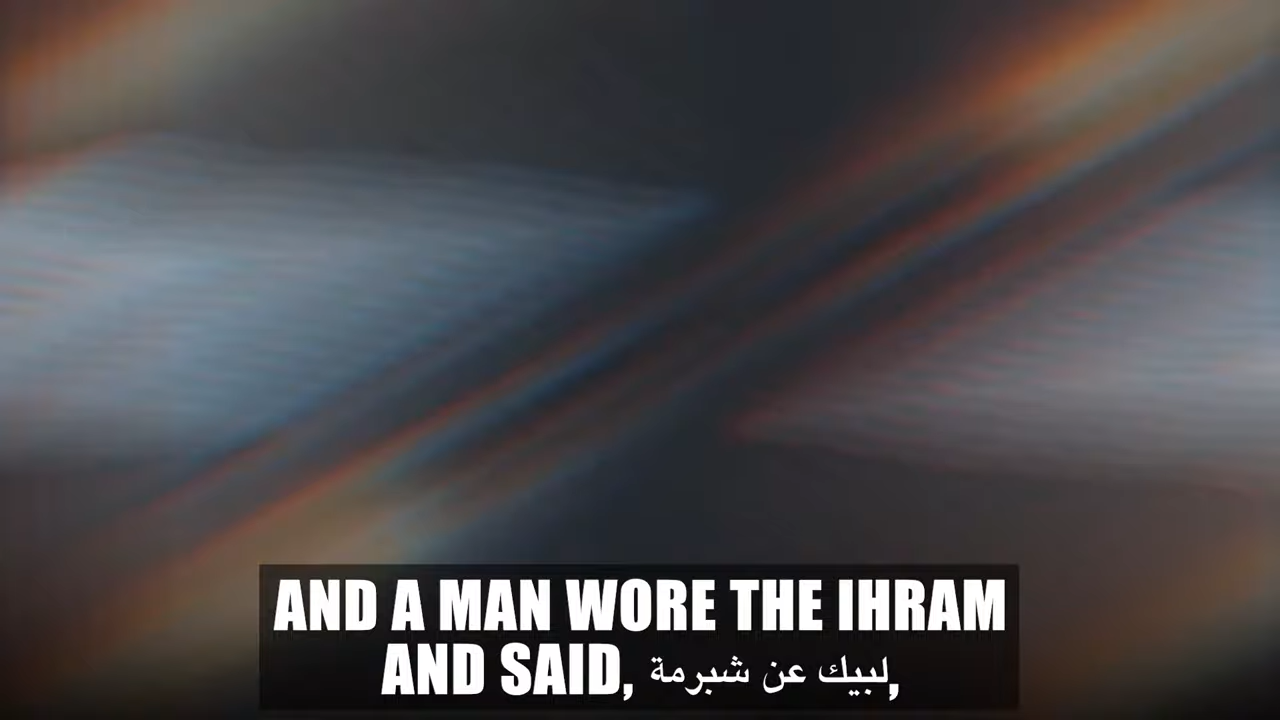 AND A MAN WORE THE IHRAM
AND SAID, لبيك عن شبرمة,